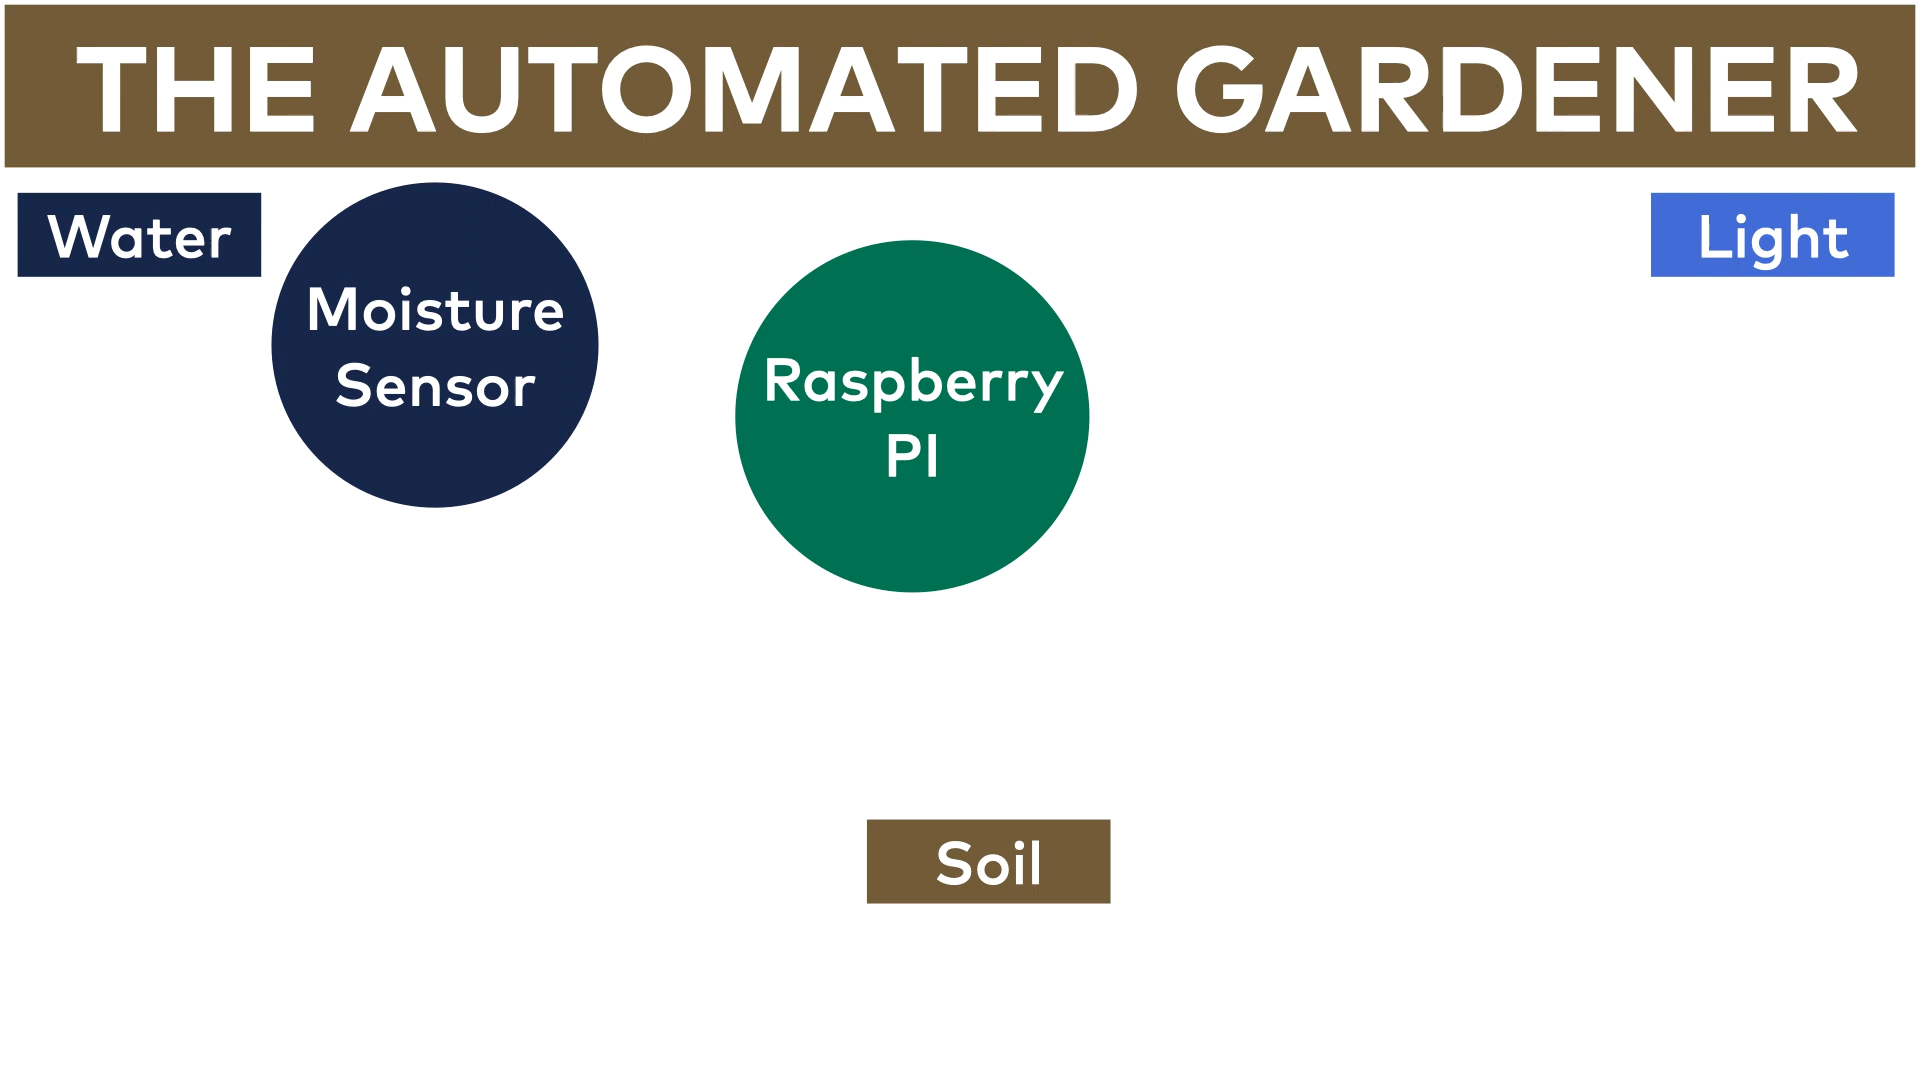 THE AUTOMATED GARDENER
Water
Light
Moisture
Sensor
Raspberry
PI
Soil